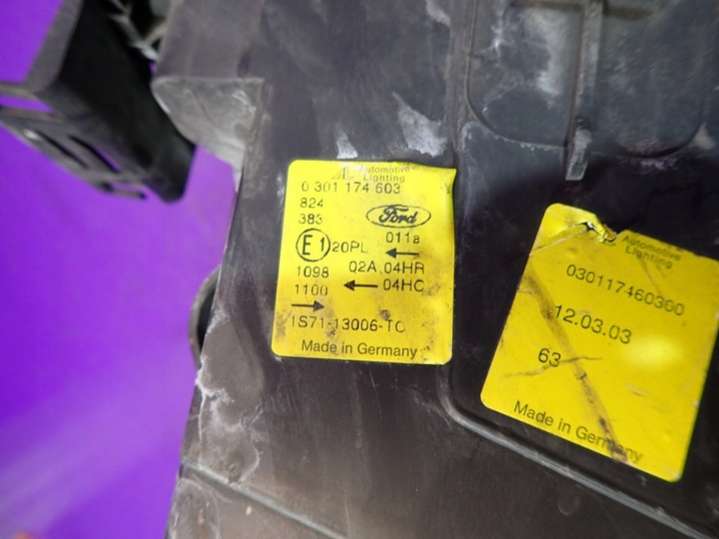 Automotive
Lighting
0 301 174 603
824
383
Ford
E1 20PL 011a
1098 02A 04HR
1100 04HC
1S71-13006-TC
Made in Germany
Automotive
Lighting
030117460300
12.03.03
63
Made in Germany